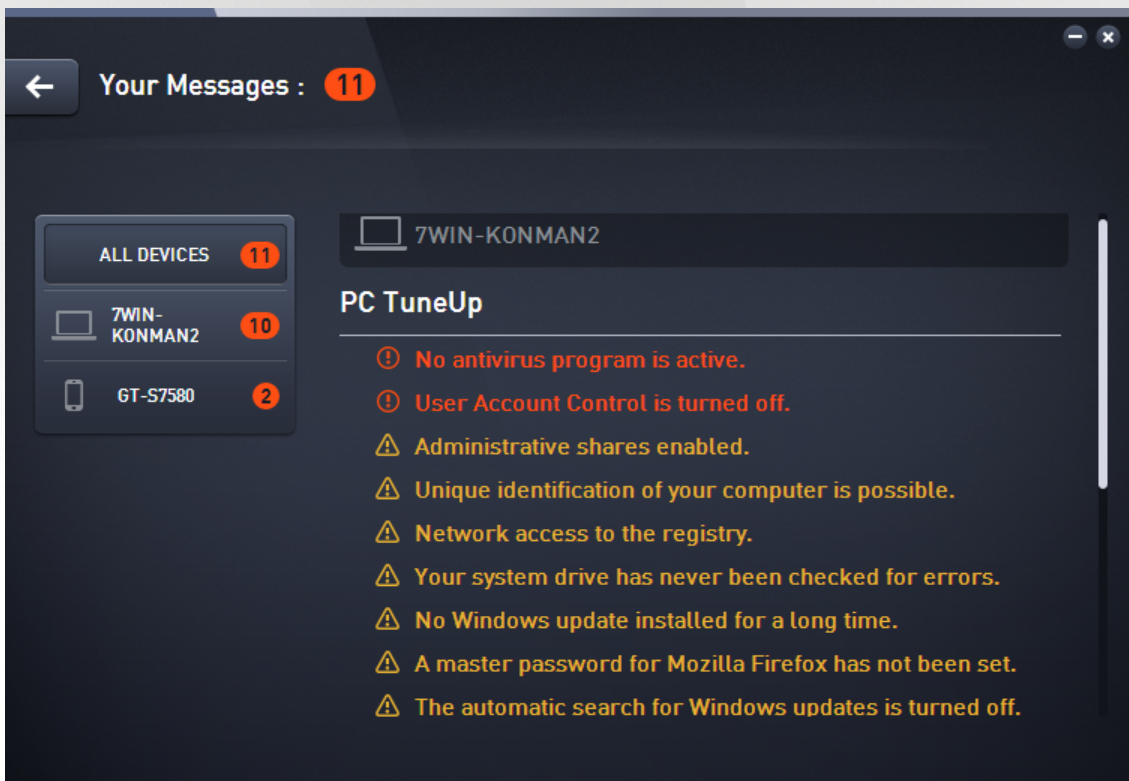 Your Messages : 11
ALL DEVICES 11
7WIN-
KONMAN2 10
GT-S7580 2
7WIN-KONMAN2
PC TuneUp
No antivirus program is active.
User Account Control is turned off.
Administrative shares enabled.
Unique identification of your computer is possible.
Network access to the registry.
Your system drive has never been checked for errors.
No Windows update installed for a long time.
A master password for Mozilla Firefox has not been set.
The automatic search for Windows updates is turned off.